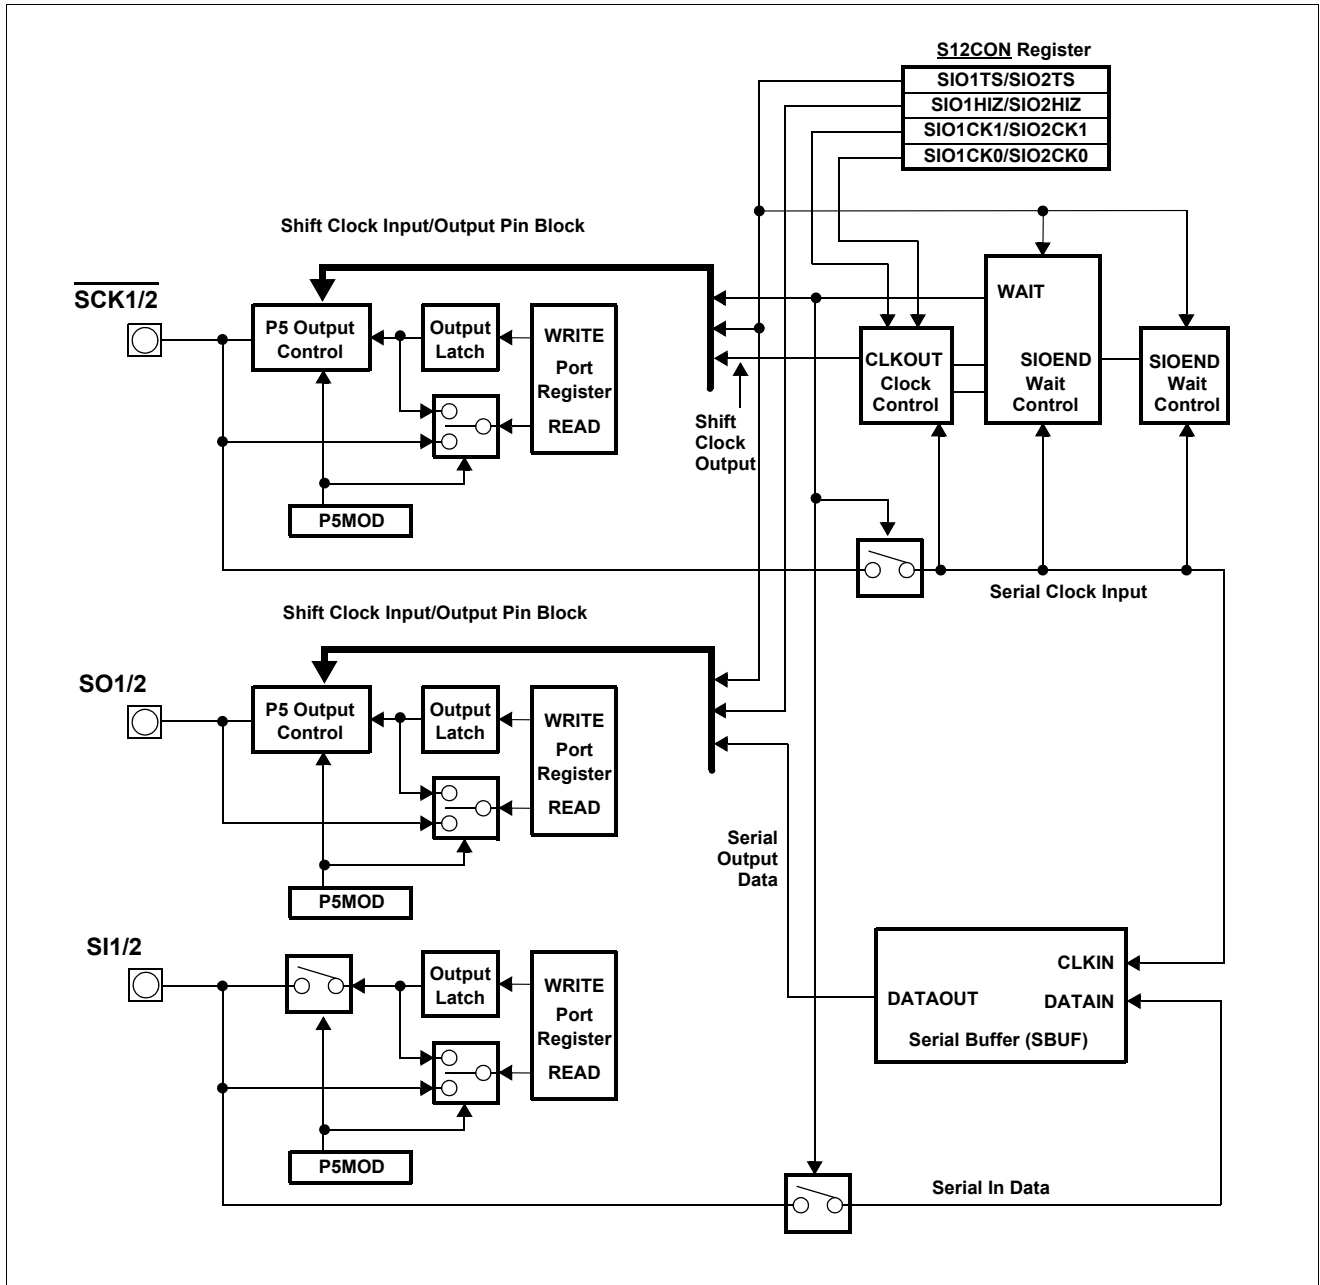 S12CON Register
SIO1TS/SIO2TS
SIO1HIZ/SIO2HIZ
SIO1CK1/SIO2CK1
SIO1CK0/SIO2CK0
Shift Clock Input/Output Pin Block
SCK1/2
P5 Output
Control
Output
Latch
WRITE
Port
Register
READ
P5MOD
Shift
Clock
Output
CLKOUT
Clock
Control
WAIT
SIOEND
Wait
Control
SIOEND
Wait
Control
Serial Clock Input
Shift Clock Input/Output Pin Block
SO1/2
P5 Output
Control
Output
Latch
WRITE
Port
Register
READ
P5MOD
Serial
Output
Data
SI1/2
Output
Latch
WRITE
Port
Register
READ
P5MOD
CLKIN
DATAOUT
DATAIN
Serial Buffer (SBUF)
Serial In Data